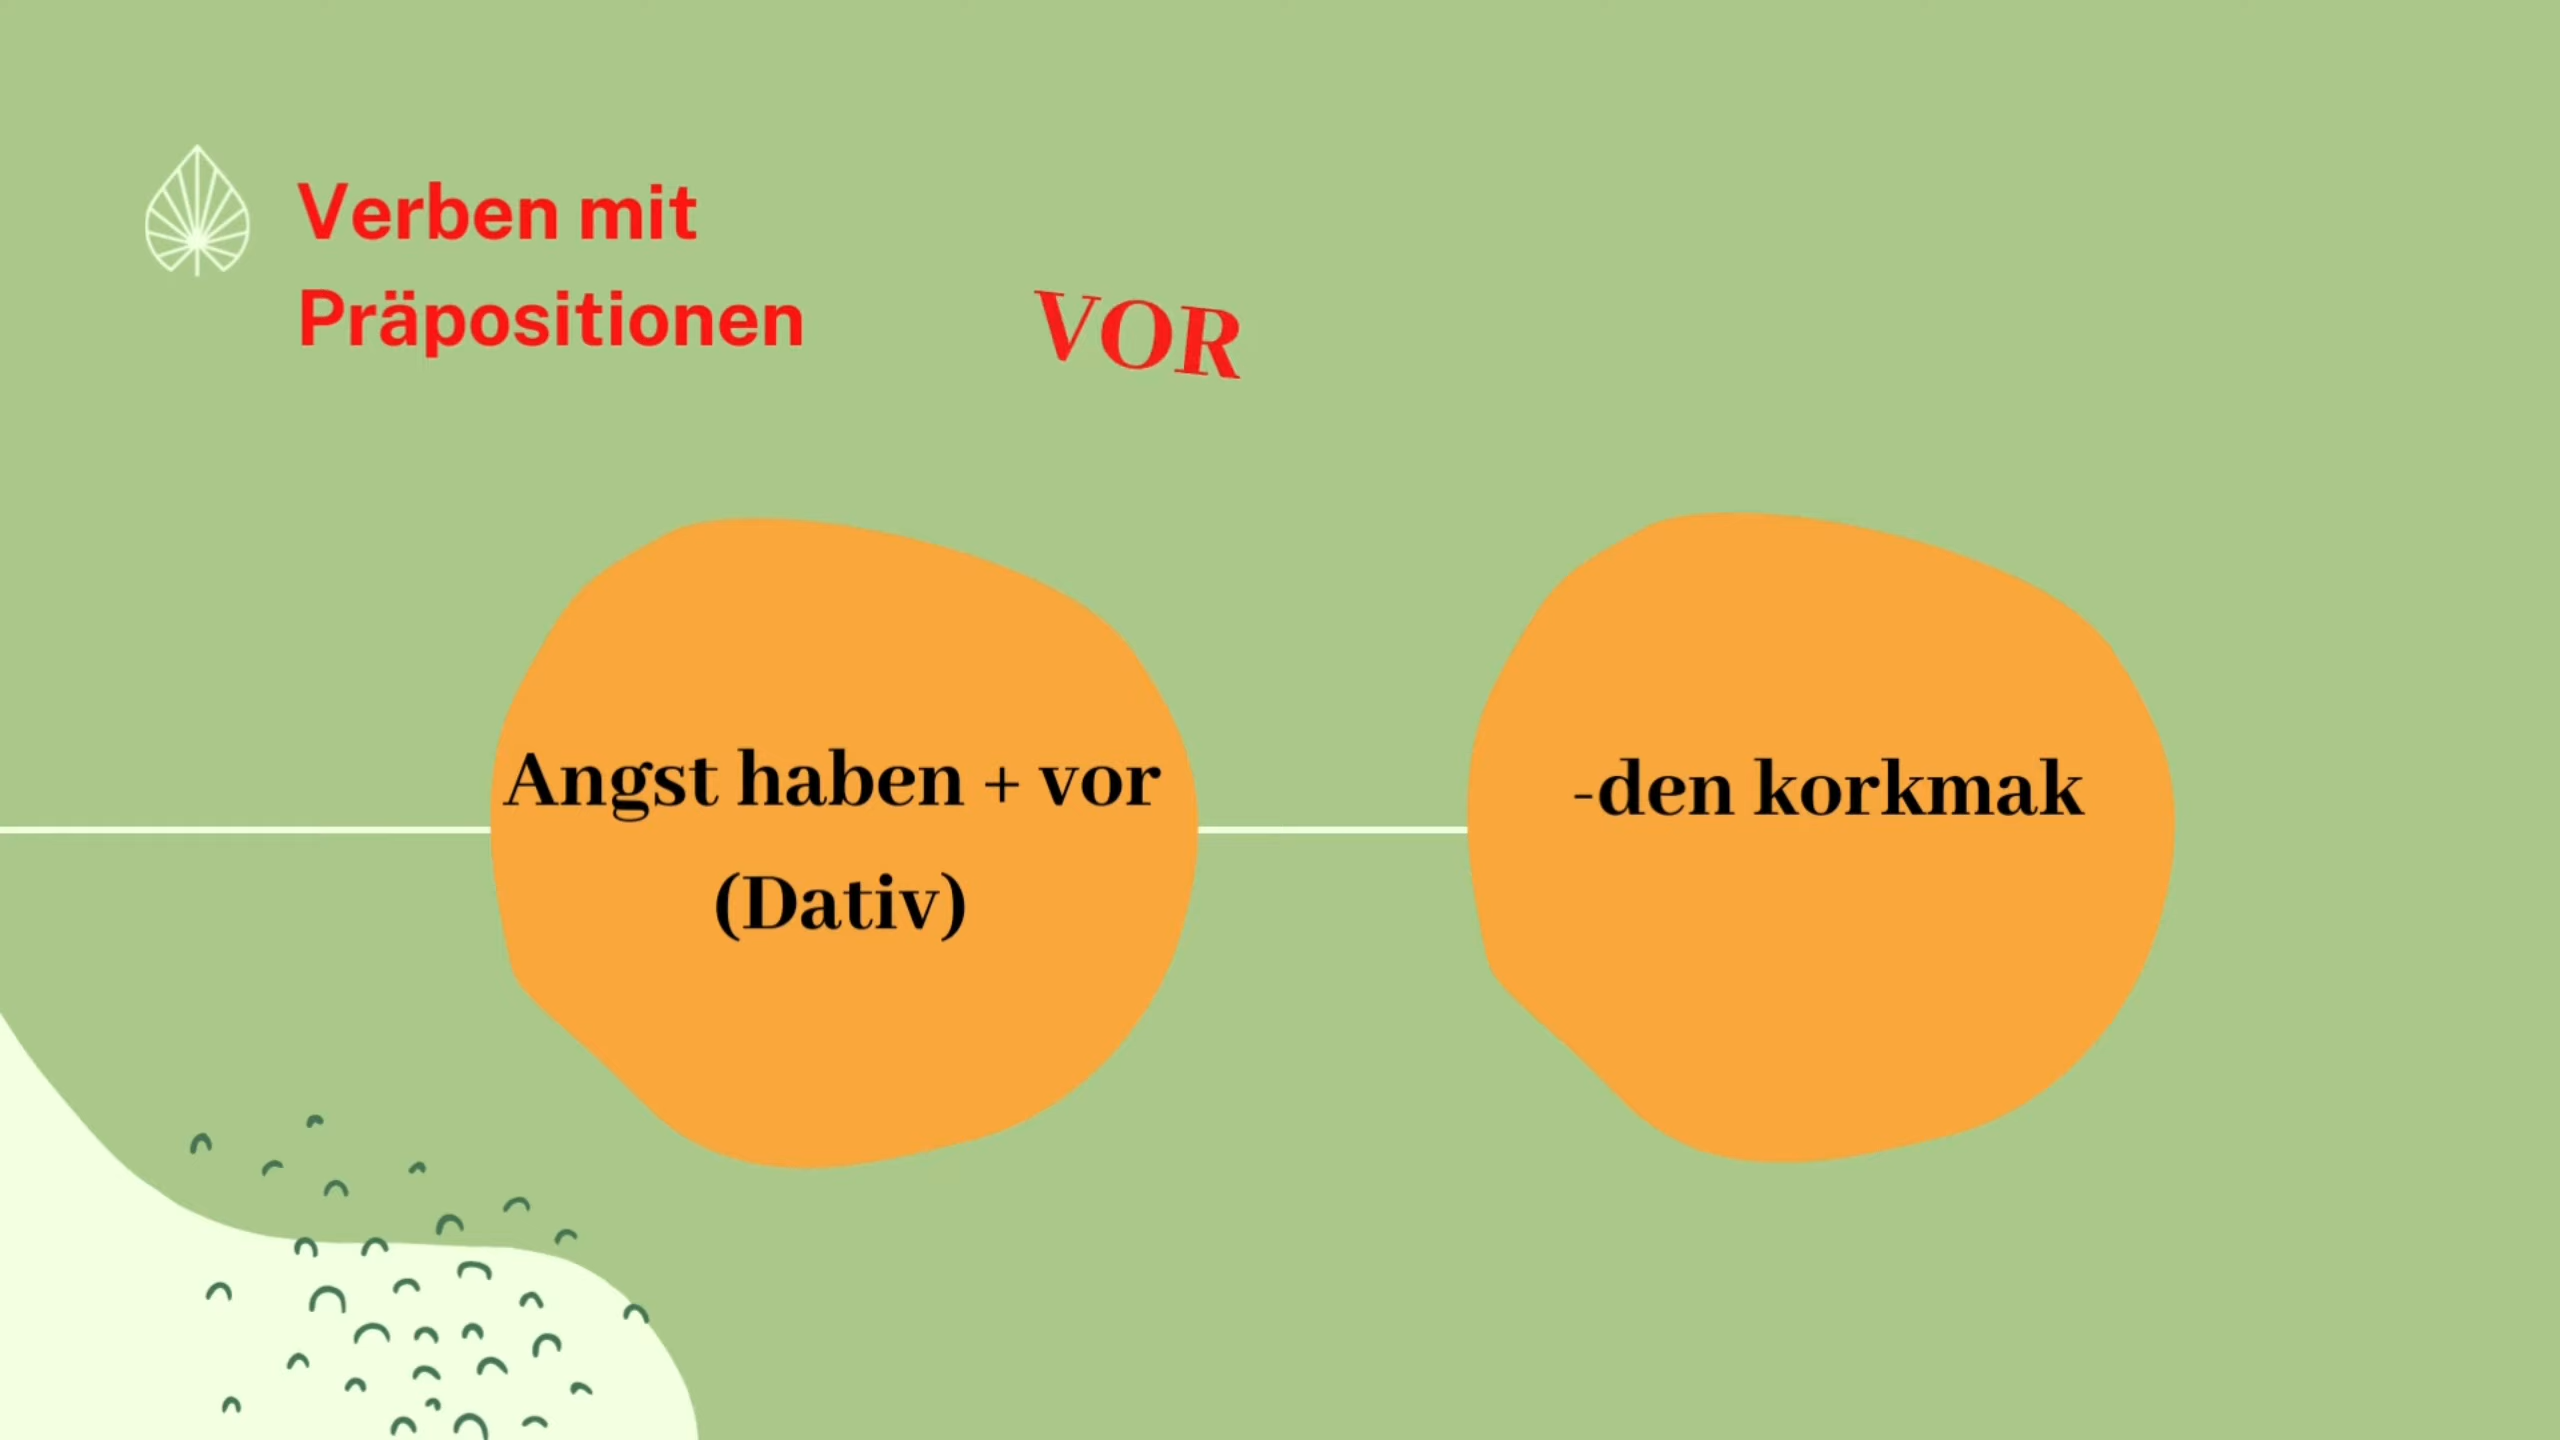 Verben mit
Präpositionen
VOR
Angst haben + vor
(Dativ)
-den korkmak